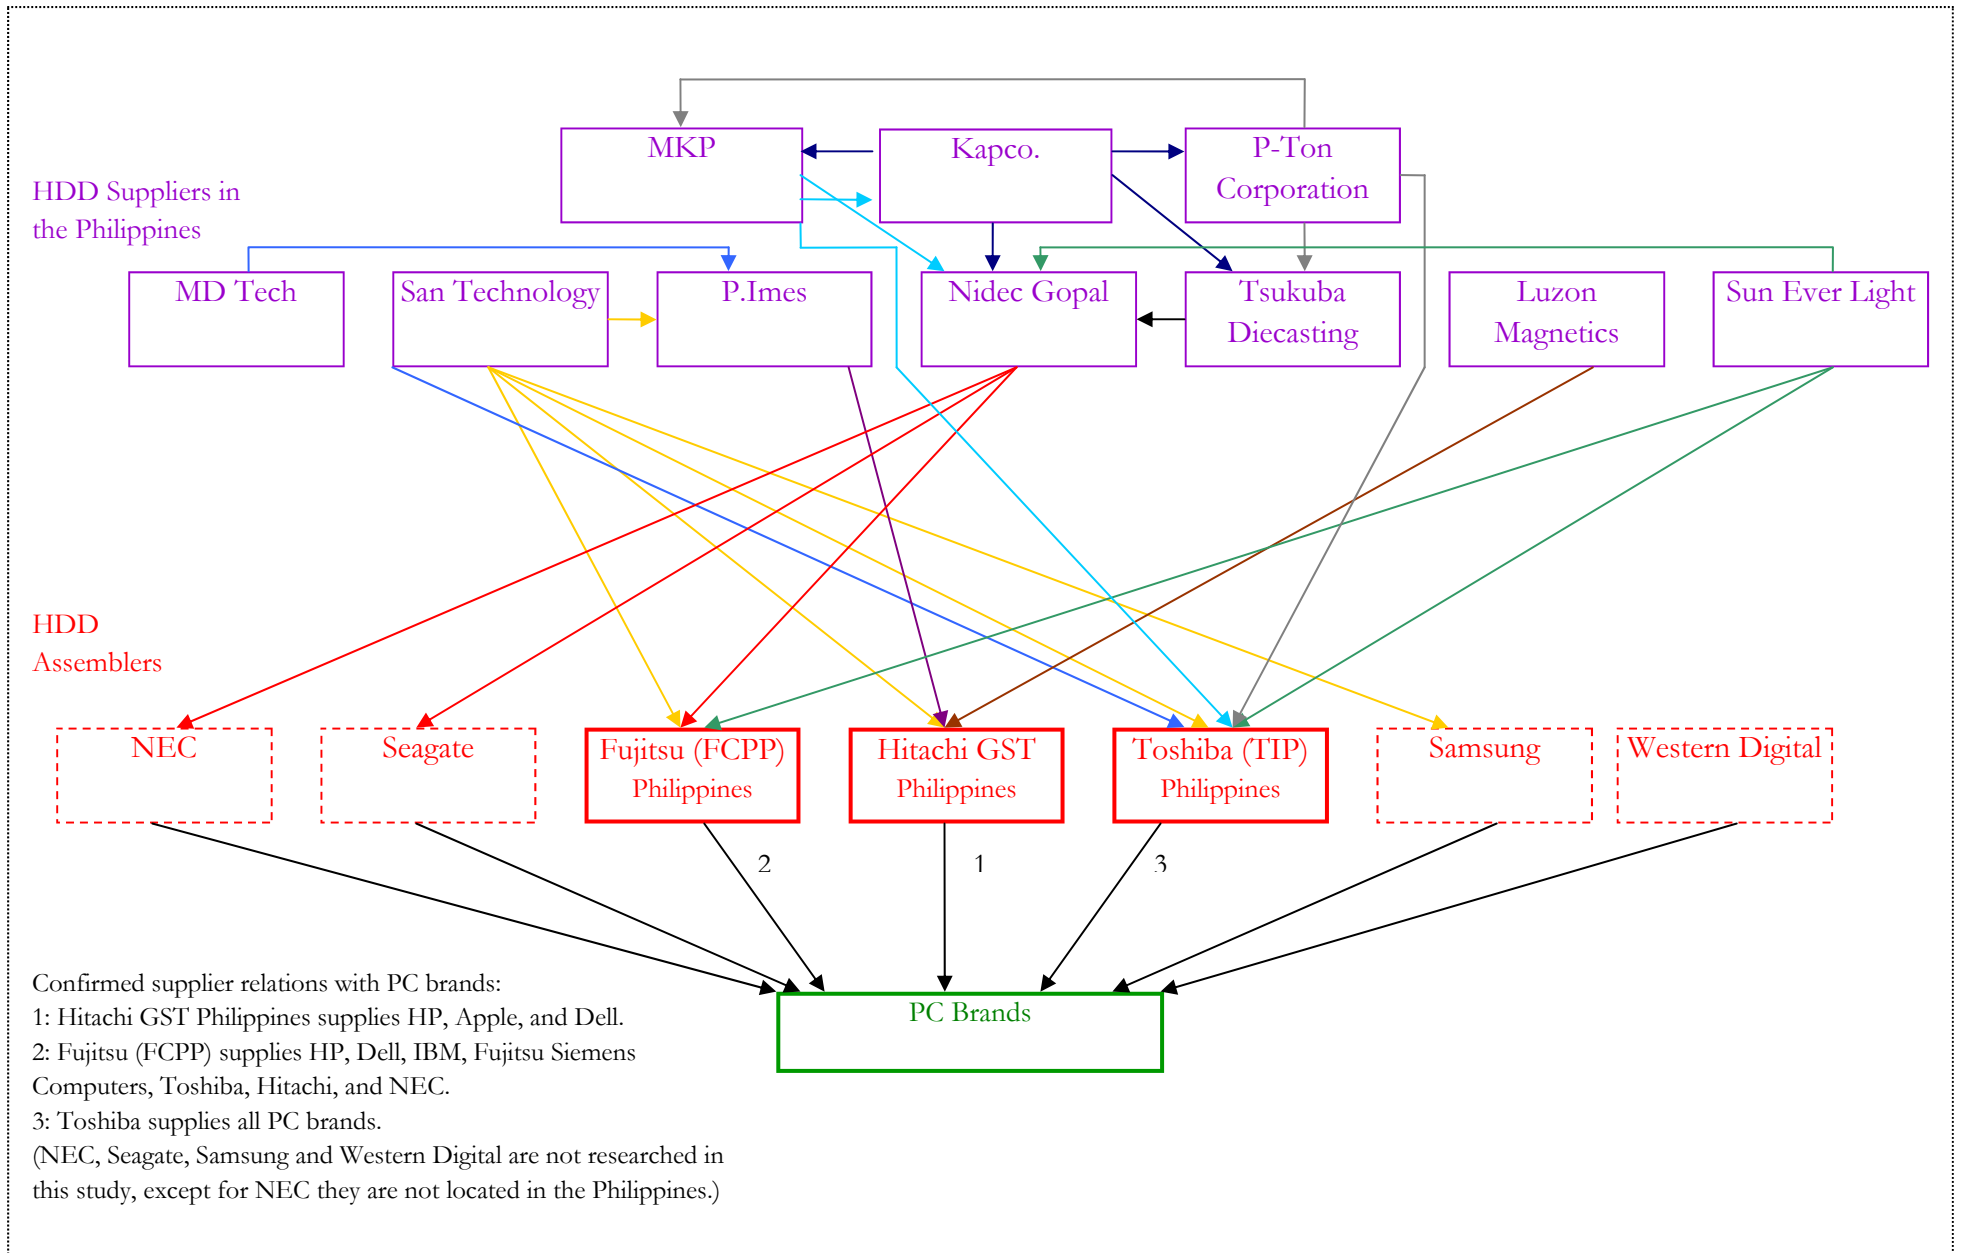 MKP
Kapco.
P-Ton
Corporation
HDD Suppliers in
the Philippines
MD Tech
San Technology
P.Imes
Nidec Gopal
Tsukuba
Diecasting
Luzon
Magnetics
Sun Ever Light
HDD
Assemblers
NEC
Seagate
Fujitsu (FCPP)
Philippines
Hitachi GST
Philippines
Toshiba (TIP)
Philippines
Samsung
Western Digital
2
1
3
PC Brands
Confirmed supplier relations with PC brands:
1: Hitachi GST Philippines supplies HP, Apple, and Dell.
2: Fujitsu (FCPP) supplies HP, Dell, IBM, Fujitsu Siemens
Computers, Toshiba, Hitachi, and NEC.
3: Toshiba supplies all PC brands.
(NEC, Seagate, Samsung and Western Digital are not researched in
this study, except for NEC they are not located in the Philippines.)